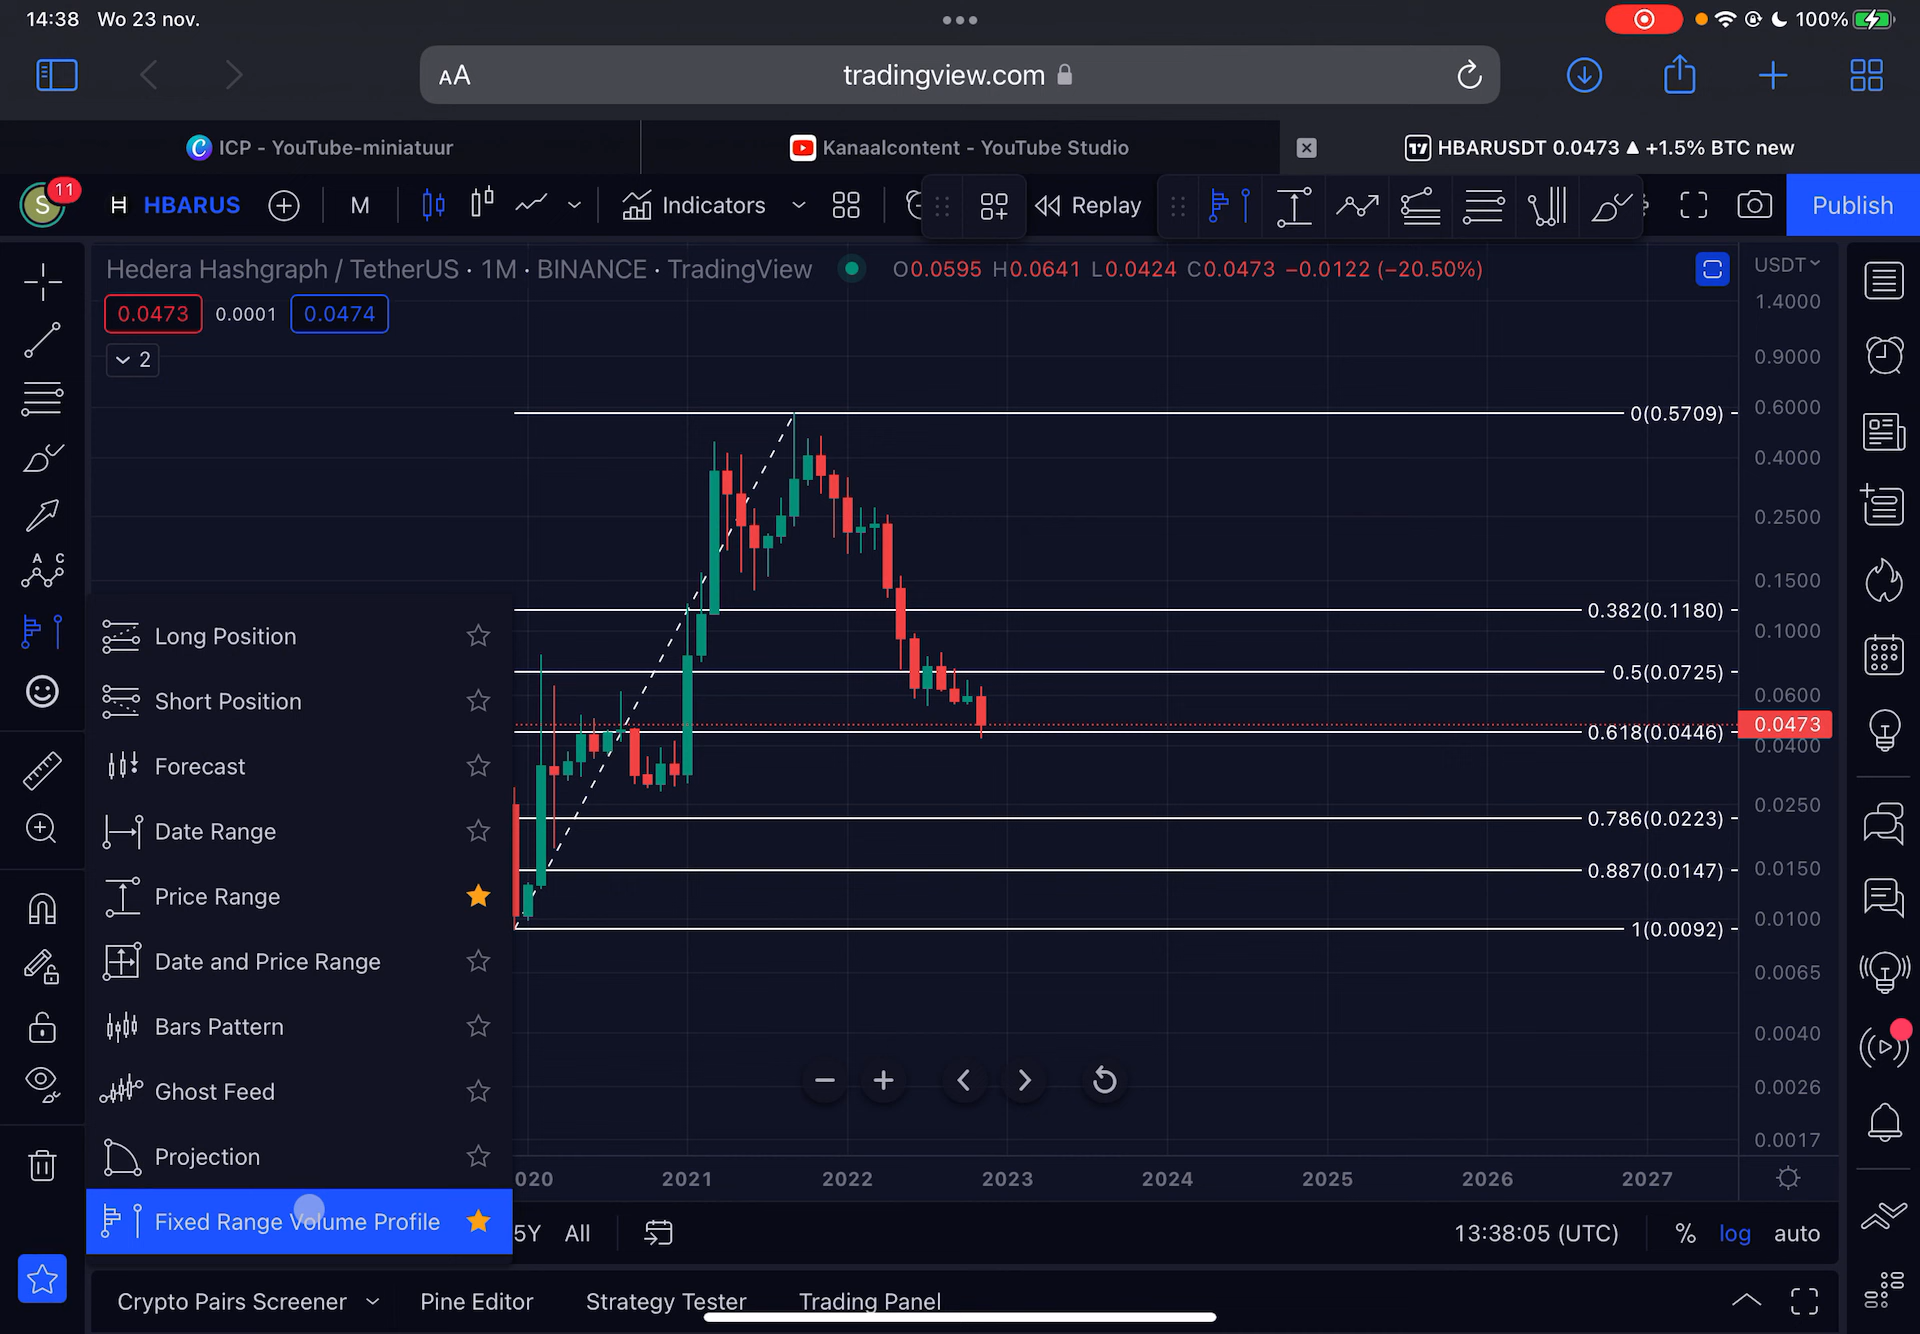 14:38 Wo 23 nov.
100%
AA
tradingview.com
ICP - YouTube-miniatuur
Kanaalcontent - YouTube Studio
HBARUSDT 0.0473 ▲ +1.5% BTC new
S
11
H HBARUS
M
Indicators
Replay
Publish
Hedera Hashgraph / TetherUS · 1M · BINANCE · TradingView
O0.0595 H0.0641 L0.0424 C0.0473 −0.0122 (−20.50%)
USDT
0.0473
0.0001
0.0474
2
1.4000
0.9000
0.6000
0.4000
0.2500
0.1500
0.1000
0.0600
0.0473
0.0400
0.0250
0.0150
0.0100
0.0065
0.0040
0.0026
0.0017
0(0.5709)
0.382(0.1180)
0.5(0.0725)
0.618(0.0446)
0.786(0.0223)
0.887(0.0147)
1(0.0092)
A C
Long Position
Short Position
Forecast
Date Range
Price Range
Date and Price Range
Bars Pattern
Ghost Feed
Projection
Fixed Range Volume Profile
020 2021 2022 2023 2024 2025 2026 2027
5Y All
13:38:05 (UTC)
% log auto
Crypto Pairs Screener
Pine Editor
Strategy Tester
Trading Panel